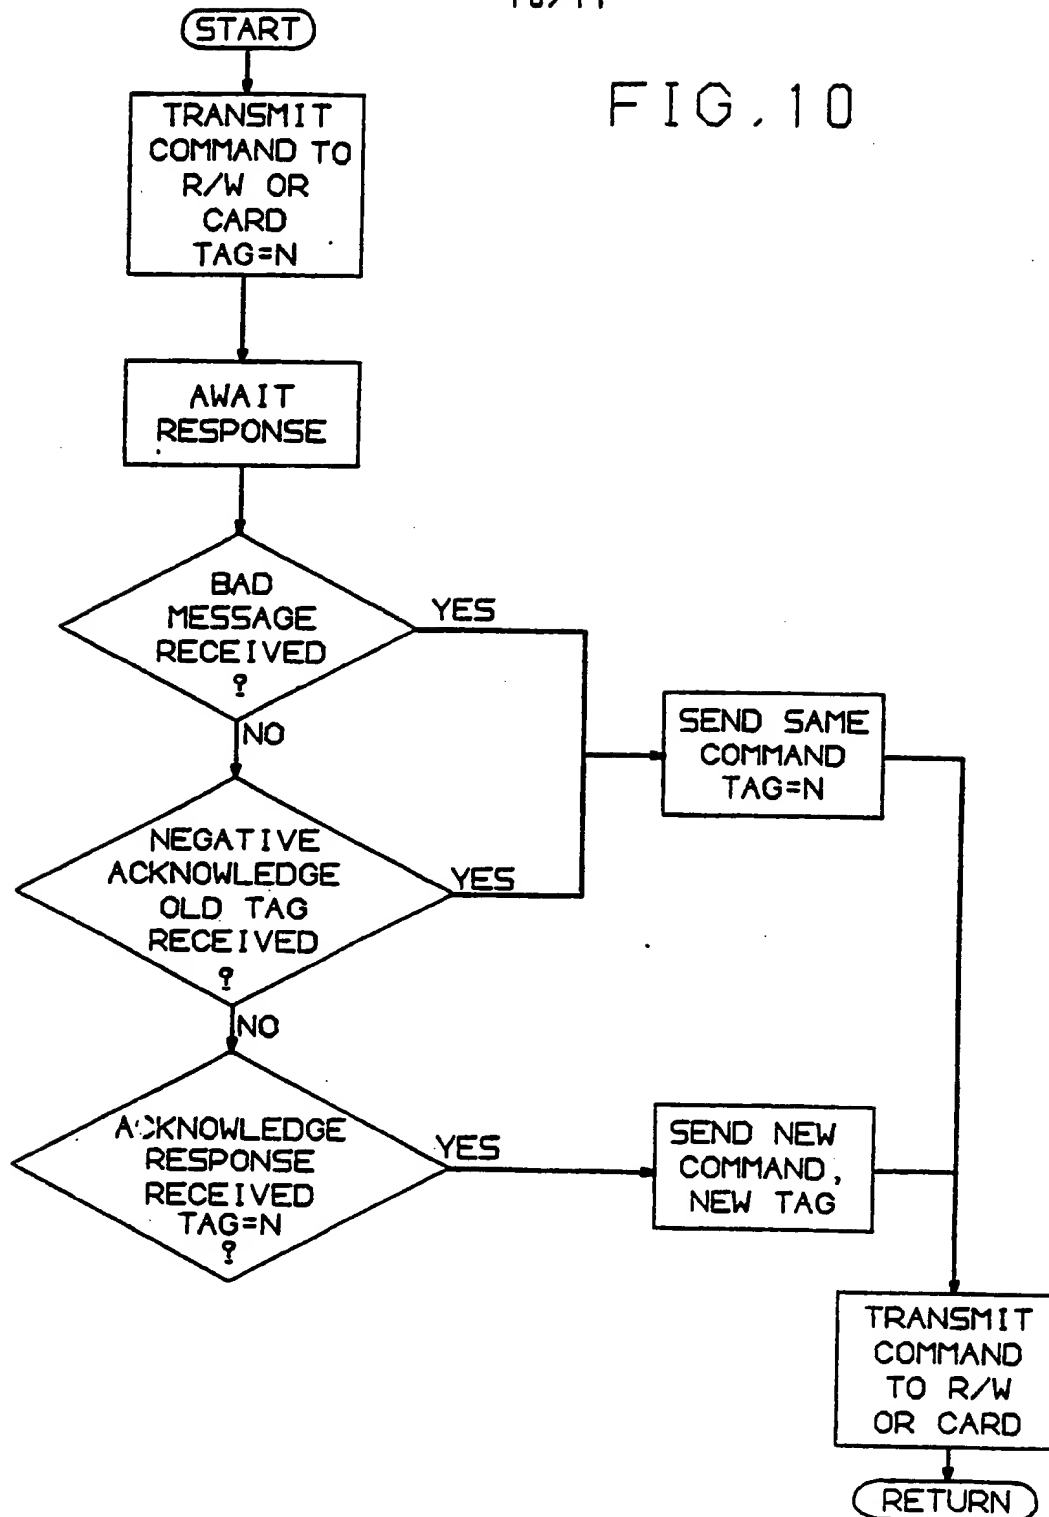 START
FIG.10
TRANSMIT
COMMAND TO
R/W OR
CARD
TAG=N
AWAIT
RESPONSE
BAD
MESSAGE
RECEIVED
?
YES
NO
SEND SAME
COMMAND
TAG=N
NEGATIVE
ACKNOWLEDGE
OLD TAG
RECEIVED
?
YES
NO
ACKNOWLEDGE
RESPONSE
RECEIVED
TAG=N
?
YES
SEND NEW
COMMAND,
NEW TAG
TRANSMIT
COMMAND
TO R/W
OR CARD
RETURN